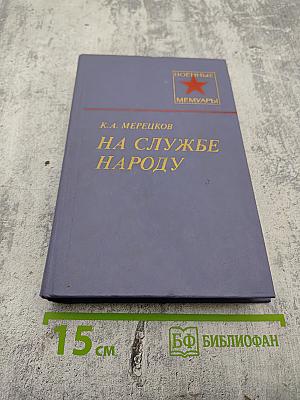 ВОЕННЫЕ
МЕМУАРЫ
К.А. МЕРЕЦКОВ
НА СЛУЖБЕ
НАРОДУ
15 см
БФ БИБЛИОФАН